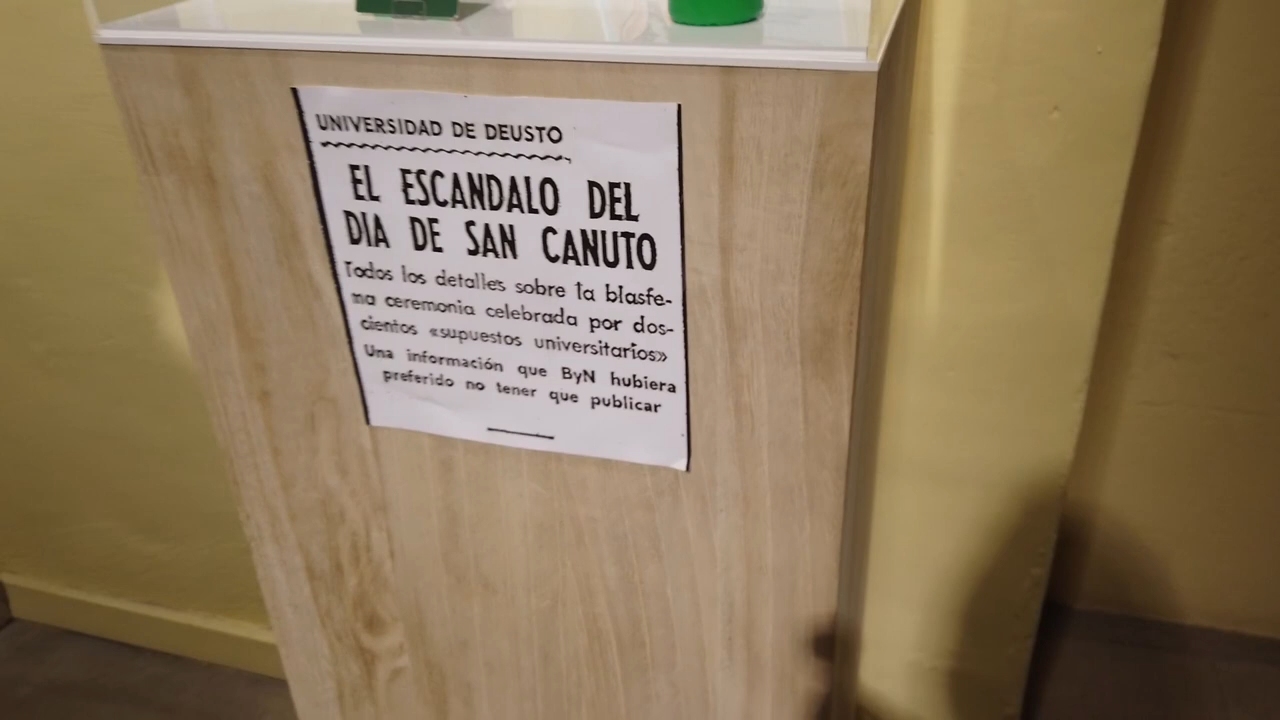 UNIVERSIDAD DE DEUSTO
EL ESCANDALO DEL
DIA DE SAN CANUTO
Todos los detalles sobre la blasfe-
ma ceremonia celebrada por dos-
cientos «supuestos universitarios»
Una información que ByN hubiera
preferido no tener que publicar